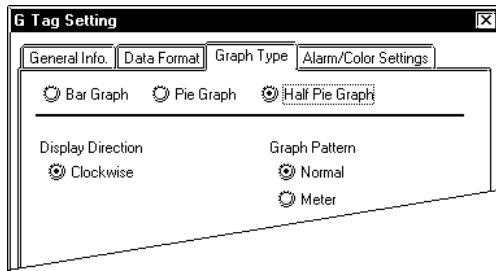 G Tag Setting
General Info. Data Format Graph Type Alarm/Color Settings
Bar Graph Pie Graph Half Pie Graph
Display Direction Graph Pattern
Clockwise Normal
Meter